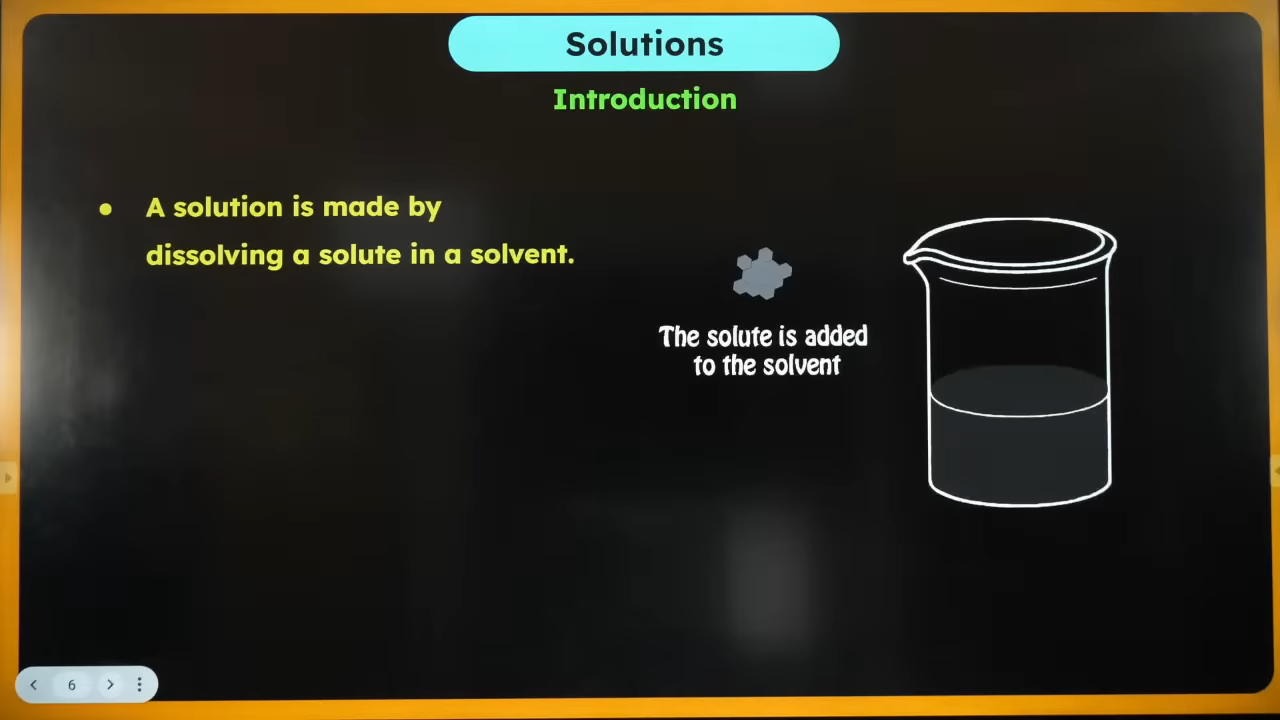 Solutions
Introduction
● A solution is made by
dissolving a solute in a solvent.
The solute is added
to the solvent
6